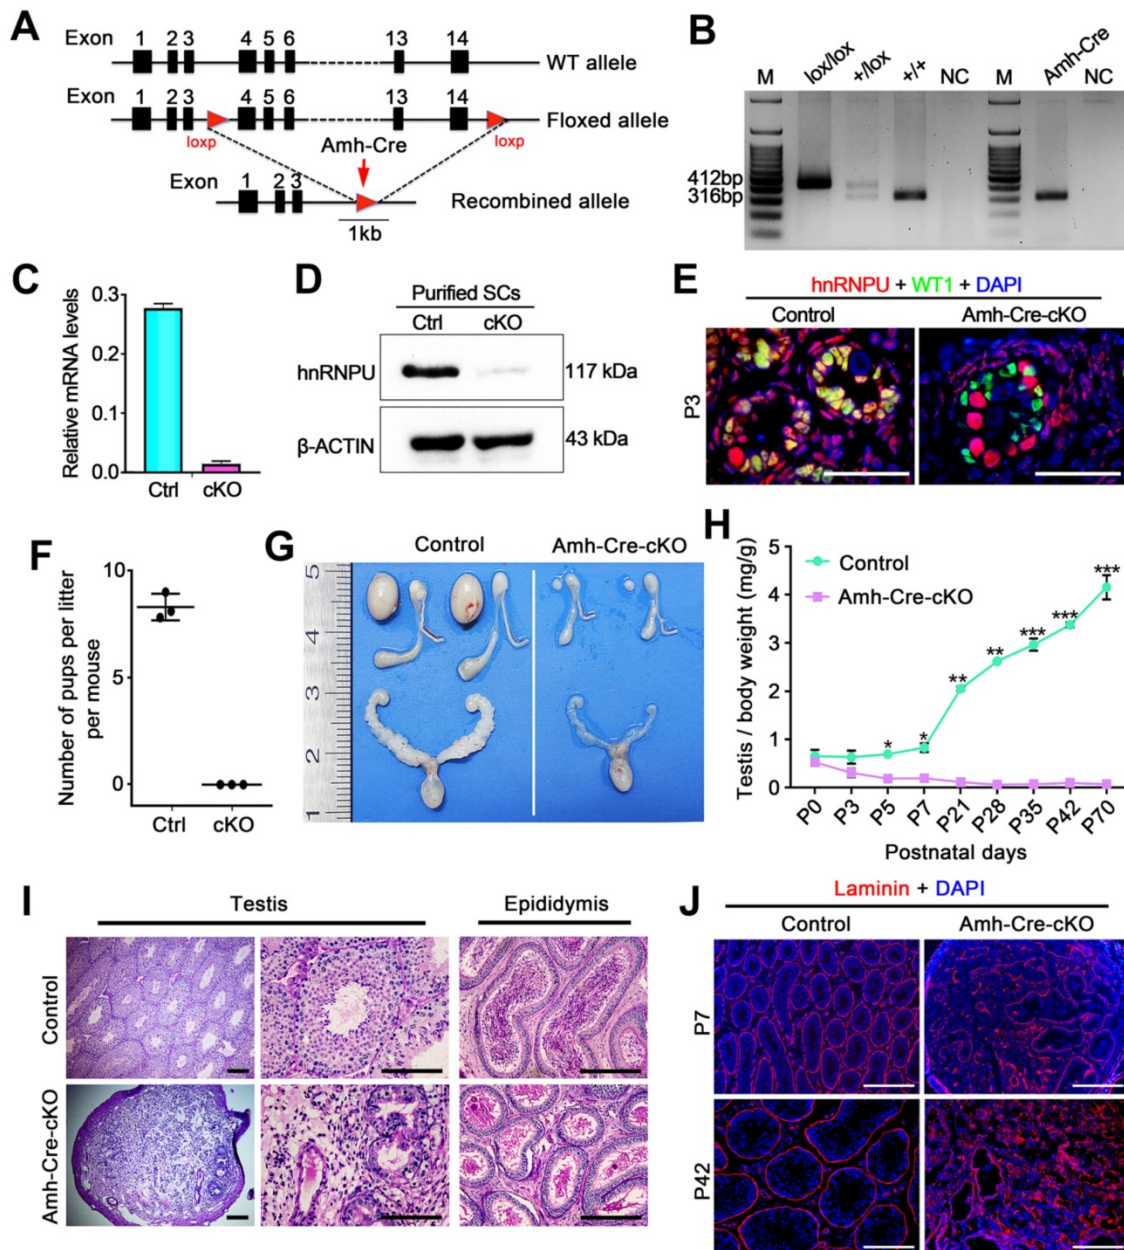 A
Exon 1 2 3 4 5 6 13 14 WT allele
Exon 1 2 3 4 5 6 13 14 Floxed allele
loxp loxp
Amh-Cre
Exon 1 2 3 Recombined allele
1kb
B
M lox/lox +/lox +/+ NC M Amh-Cre NC
412bp
316bp
C
Relative mRNA levels
0.3
0.2
0.1
0.0
Ctrl cKO
D
Purified SCs
Ctrl cKO
hnRNPU 117 kDa
β-ACTIN 43 kDa
E
hnRNPU + WT1 + DAPI
Control Amh-Cre-cKO
P3
F
Number of pups per litter
per mouse
10
5
0
Ctrl cKO
G
Control Amh-Cre-cKO
5
4
3
2
1
H
Testis / body weight (mg/g)
5
4
3
2
1
0
Control
Amh-Cre-cKO
* * ** ** *** *** ***
P0 P3 P5 P7 P21 P28 P35 P42 P70
Postnatal days
I
Testis Epididymis
Control
Amh-Cre-cKO
J
Laminin + DAPI
Control Amh-Cre-cKO
P7
P42